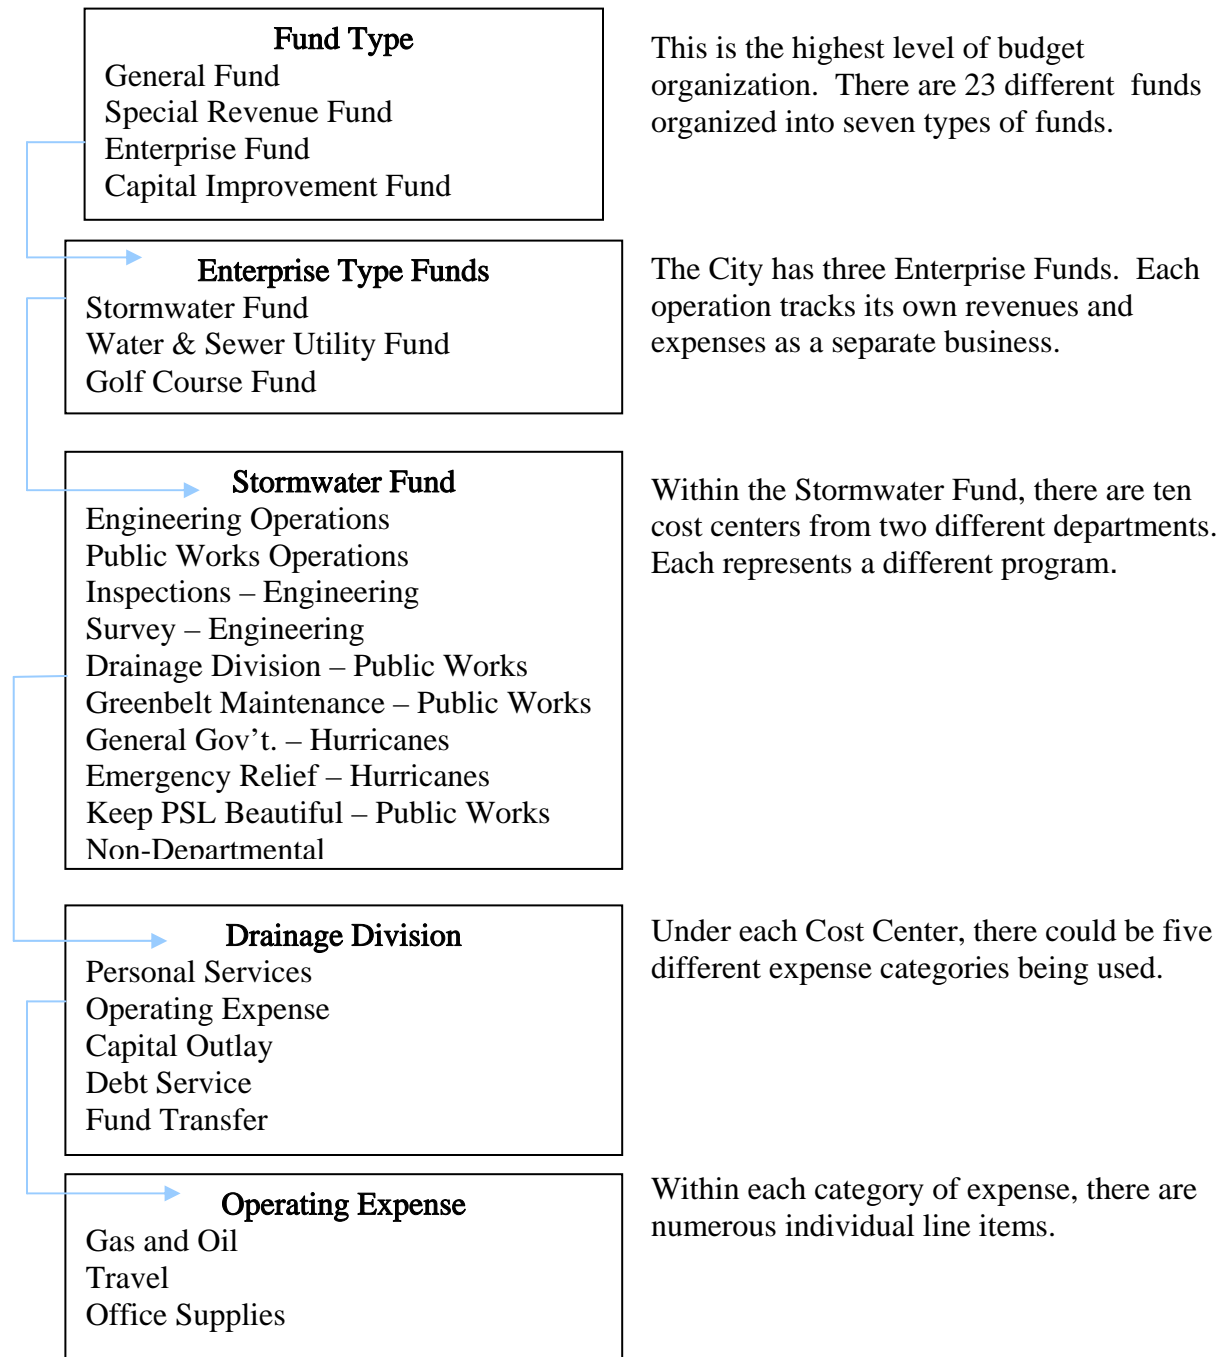 Fund Type
General Fund
Special Revenue Fund
Enterprise Fund
Capital Improvement Fund
This is the highest level of budget
organization.  There are 23 different  funds
organized into seven types of funds.
Enterprise Type Funds
Stormwater Fund
Water & Sewer Utility Fund
Golf Course Fund
The City has three Enterprise Funds.  Each
operation tracks its own revenues and
expenses as a separate business.
Stormwater Fund
Engineering Operations
Public Works Operations
Inspections – Engineering
Survey – Engineering
Drainage Division – Public Works
Greenbelt Maintenance – Public Works
General Gov’t. – Hurricanes
Emergency Relief – Hurricanes
Keep PSL Beautiful – Public Works
Non-Departmental
Within the Stormwater Fund, there are ten
cost centers from two different departments.
Each represents a different program.
Drainage Division
Personal Services
Operating Expense
Capital Outlay
Debt Service
Fund Transfer
Under each Cost Center, there could be five
different expense categories being used.
Operating Expense
Gas and Oil
Travel
Office Supplies
Within each category of expense, there are
numerous individual line items.